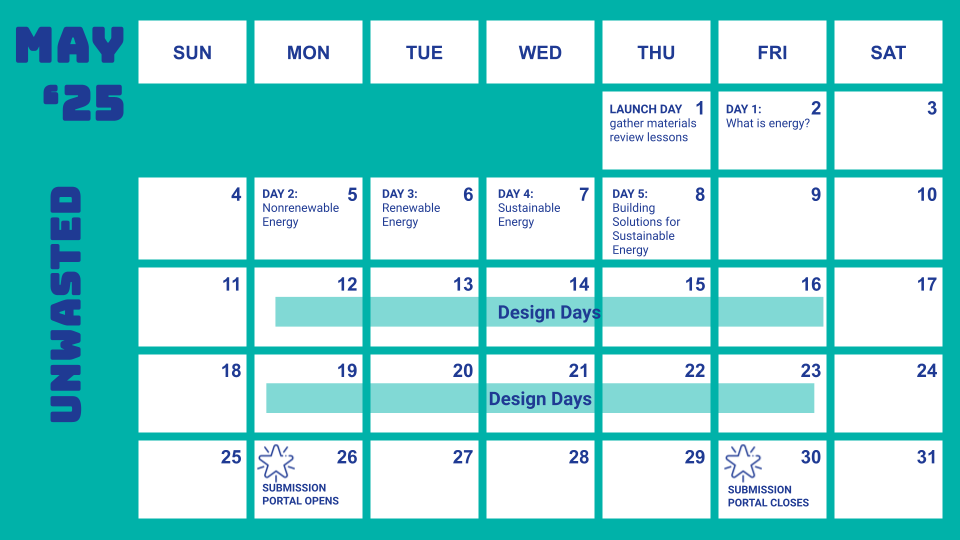 MAY
‘25
UNWASTED
SUN
MON
TUE
WED
THU
FRI
SAT
LAUNCH DAY
gather materials
review lessons
1
DAY 1:
What is energy?
2
3
4
DAY 2:
Nonrenewable
Energy
5
DAY 3:
Renewable
Energy
6
DAY 4:
Sustainable
Energy
7
DAY 5:
Building
Solutions for
Sustainable
Energy
8
9
10
11
12
13
14
15
16
17
Design Days
18
19
20
21
22
23
24
Design Days
25
26
SUBMISSION
PORTAL OPENS
27
28
29
30
SUBMISSION
PORTAL CLOSES
31